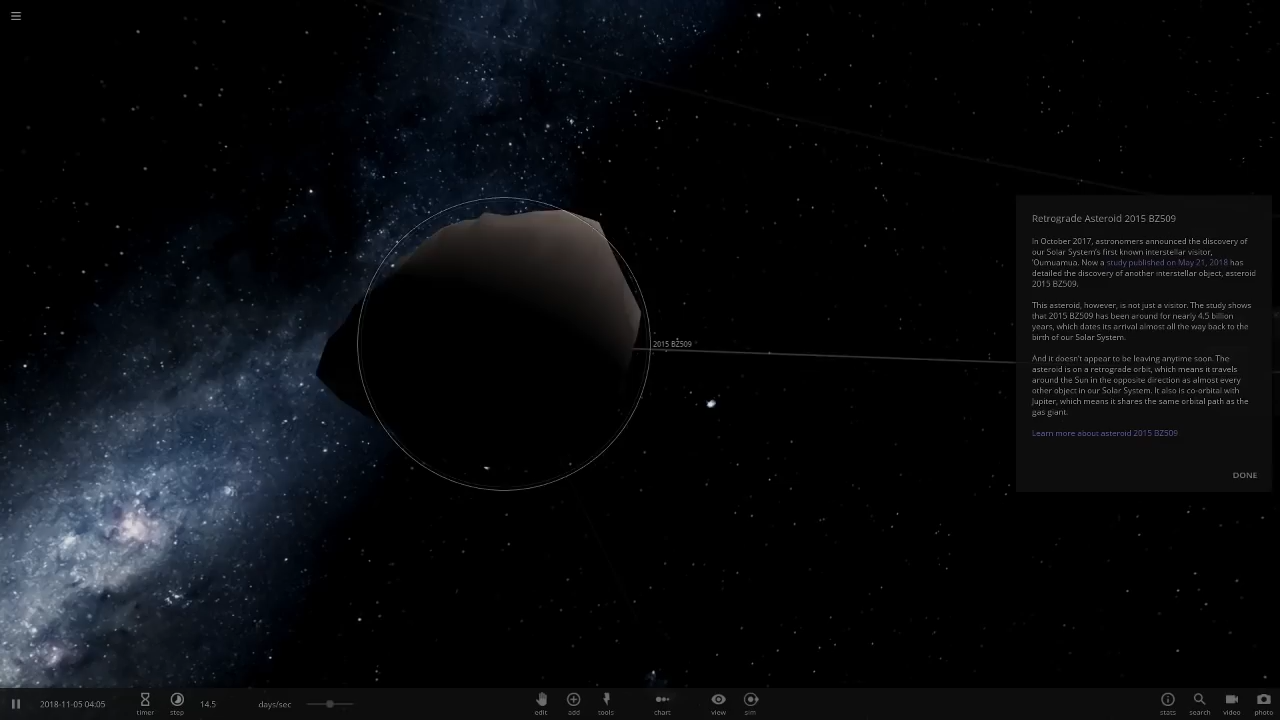 2015 BZ509
Retrograde Asteroid 2015 BZ509
In October 2017, astronomers announced the discovery of
our Solar System's first known interstellar visitor,
'Oumuamua. Now a study published on May 21, 2018 has
detailed the discovery of another interstellar object, asteroid
2015 BZ509.
This asteroid, however, is not just a visitor. The study shows
that 2015 BZ509 has been around for nearly 4.5 billion
years, which dates its arrival almost all the way back to the
birth of our Solar System.
And it doesn't appear to be leaving anytime soon. The
asteroid is on a retrograde orbit, which means it travels
around the Sun in the opposite direction as almost every
other object in our Solar System. It also is co-orbital with
Jupiter, which means it shares the same orbital path as the
gas giant.
Learn more about asteroid 2015 BZ509
DONE
2018-11-05 04:05 timer step 14.5 days/sec edit add tools chart view sim stats search video photo